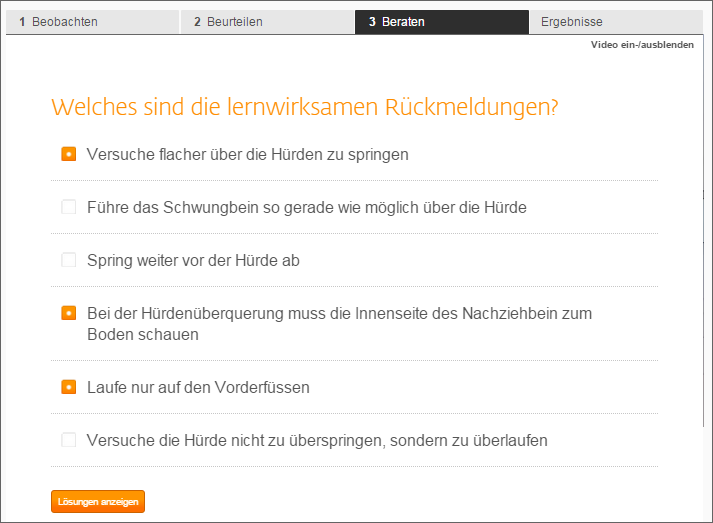 1 Beobachten
2 Beurteilen
3 Beraten
Ergebnisse
Video ein-/ausblenden
Welches sind die lernwirksamen Rückmeldungen?
Versuche flacher über die Hürden zu springen
Führe das Schwungbein so gerade wie möglich über die Hürde
Spring weiter vor der Hürde ab
Bei der Hürdenüberquerung muss die Innenseite des Nachziehbein zum
Boden schauen
Laufe nur auf den Vorderfüssen
Versuche die Hürde nicht zu überspringen, sondern zu überlaufen
Lösungen anzeigen